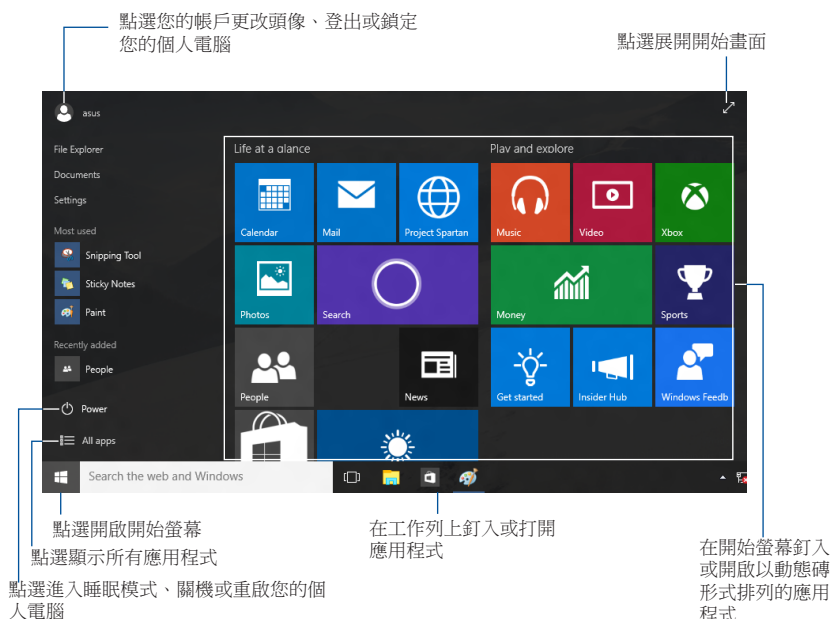 點選您的帳戶更改頭像、登出或鎖定
您的個人電腦
點選展開開始畫面
asus
File Explorer
Documents
Settings
Most used
Snipping Tool
Sticky Notes
Paint
Recently added
People
Power
All apps
Search the web and Windows
Life at a glance
Play and explore
Calendar
Mail
Project Spartan
Music
Video
Xbox
Photos
Search
Money
Sports
People
News
Get started
Insider Hub
Windows Feedb
點選開啟開始螢幕
點選顯示所有應用程式
點選進入睡眠模式、關機或重啟您的個
人電腦
在工作列上釘入或打開
應用程式
在開始螢幕釘入
或開啟以動態磚
形式排列的應用
程式